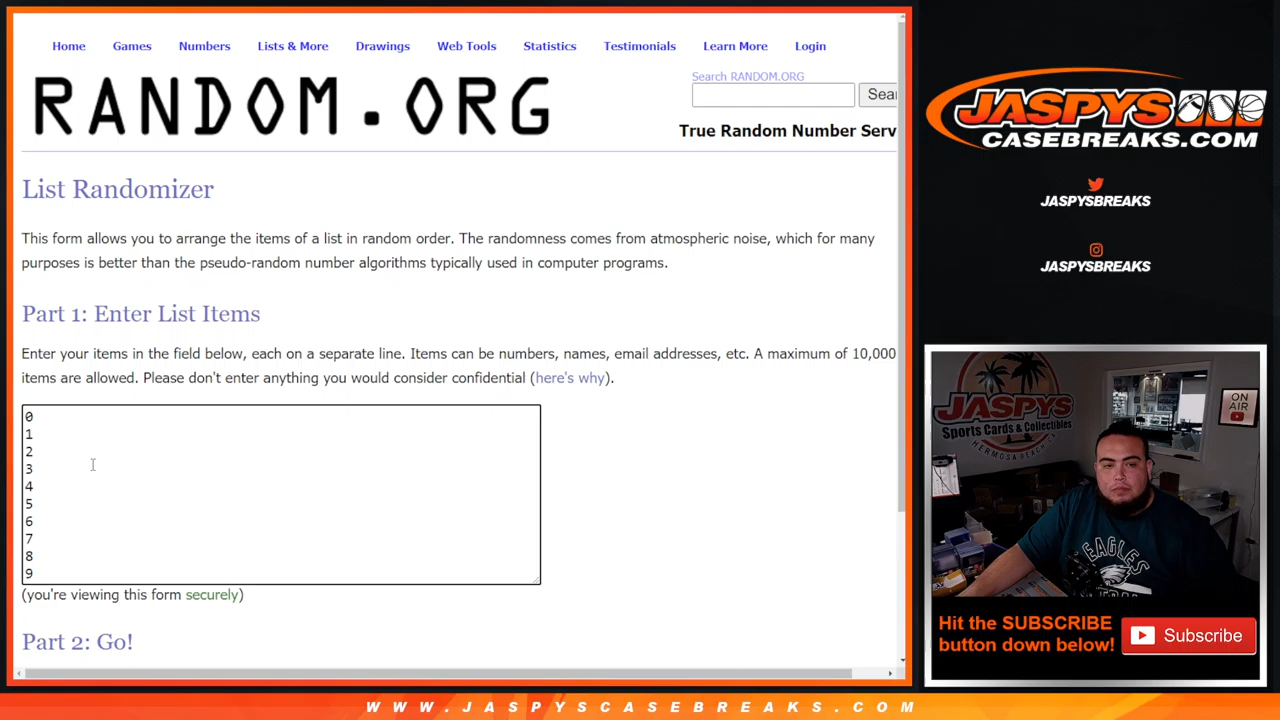 Home Games Numbers Lists & More Drawings Web Tools Statistics Testimonials Learn More Login
RANDOM.ORG
Search RANDOM.ORG
Sear
True Random Number Serv
List Randomizer
This form allows you to arrange the items of a list in random order. The randomness comes from atmospheric noise, which for many
purposes is better than the pseudo-random number algorithms typically used in computer programs.
Part 1: Enter List Items
Enter your items in the field below, each on a separate line. Items can be numbers, names, email addresses, etc. A maximum of 10,000
items are allowed. Please don't enter anything you would consider confidential (here's why).
0
1
2
3
4
5
6
7
8
9
(you're viewing this form securely)
Part 2: Go!
JASPYS
CASEBREAKS.COM
JASPYSBREAKS
JASPYSBREAKS
JASPYS
Sports Cards & Collectibles
HERMOSA BEACH, CA
ON
AIR
EAGLES
Hit the SUBSCRIBE
button down below!
Subscribe
WWW.JASPYSCASEBREAKS.COM